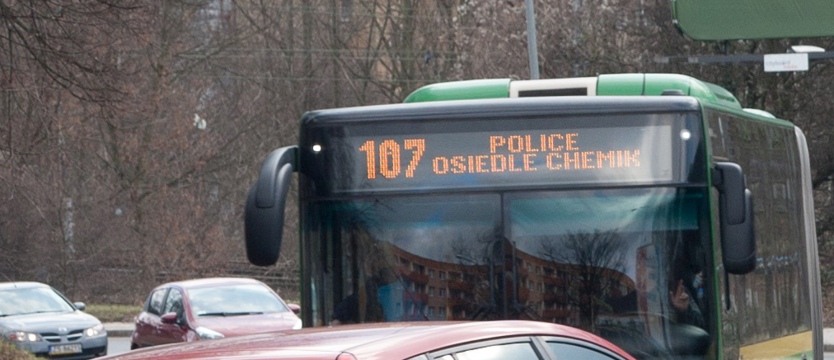 107
POLICE
OSIEDLE CHEMIK